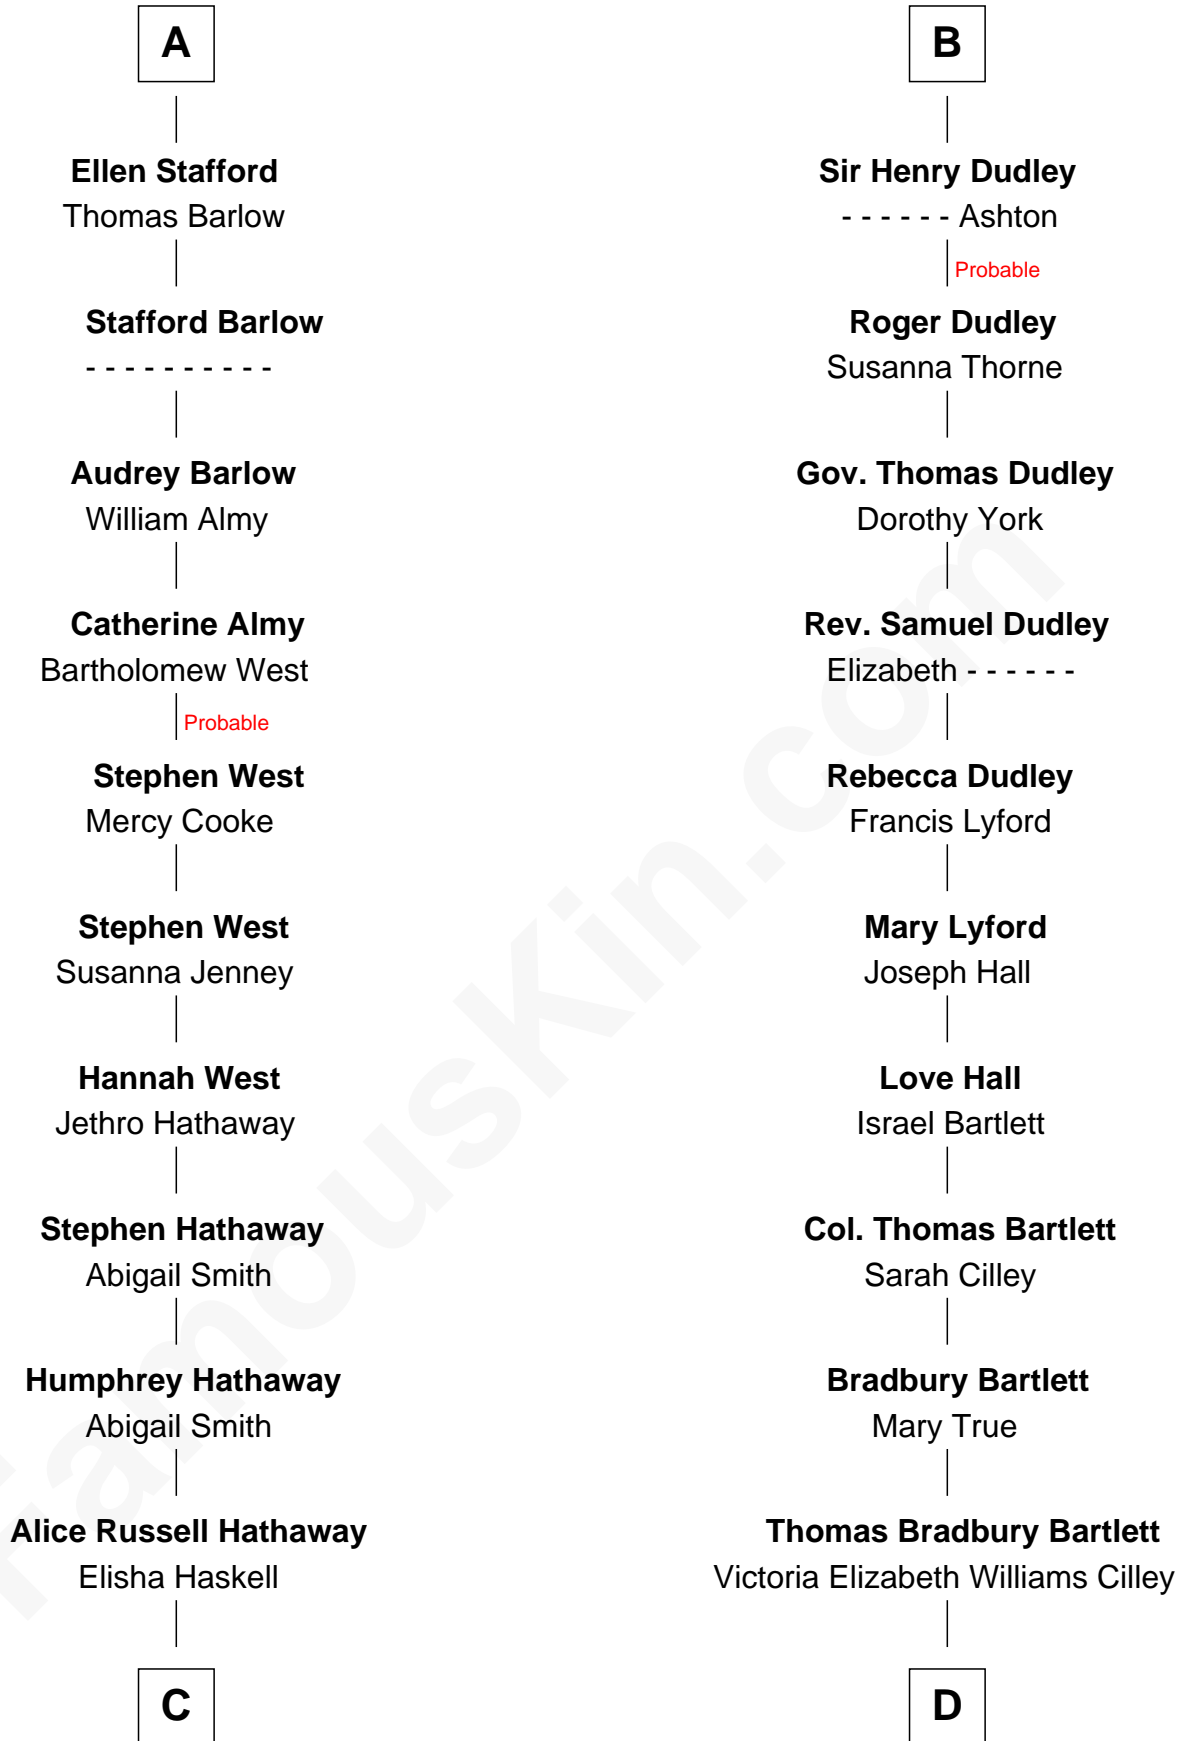 A
Ellen Stafford
Thomas Barlow
Stafford Barlow
- - - - - - - - - -
Audrey Barlow
William Almy
Catherine Almy
Bartholomew West
Probable
Stephen West
Mercy Cooke
Stephen West
Susanna Jenney
Hannah West
Jethro Hathaway
Stephen Hathaway
Abigail Smith
Humphrey Hathaway
Abigail Smith
Alice Russell Hathaway
Elisha Haskell
C
B
Sir Henry Dudley
- - - - - - Ashton
Probable
Roger Dudley
Susanna Thorne
Gov. Thomas Dudley
Dorothy York
Rev. Samuel Dudley
Elizabeth - - - - - -
Rebecca Dudley
Francis Lyford
Mary Lyford
Joseph Hall
Love Hall
Israel Bartlett
Col. Thomas Bartlett
Sarah Cilley
Bradbury Bartlett
Mary True
Thomas Bradbury Bartlett
Victoria Elizabeth Williams Cilley
D
FamousKin.com